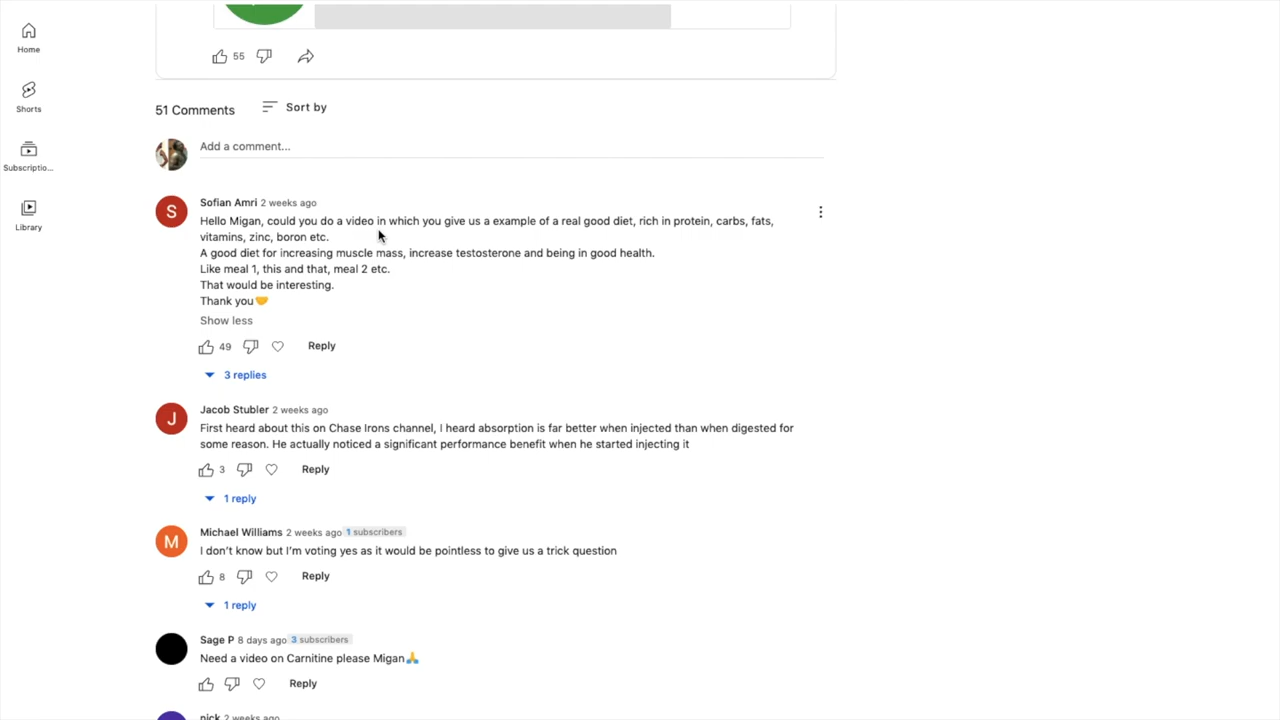 Home
Shorts
Subscriptio...
Library
55
51 Comments
Sort by
Add a comment...
S
Sofian Amri 2 weeks ago
Hello Migan, could you do a video in which you give us a example of a real good diet, rich in protein, carbs, fats,
vitamins, zinc, boron etc.
A good diet for increasing muscle mass, increase testosterone and being in good health.
Like meal 1, this and that, meal 2 etc.
That would be interesting.
Thank you🤝
Show less
49
Reply
3 replies
J
Jacob Stubler 2 weeks ago
First heard about this on Chase Irons channel, I heard absorption is far better when injected than when digested for
some reason. He actually noticed a significant performance benefit when he started injecting it
3
Reply
1 reply
M
Michael Williams 2 weeks ago 1 subscribers
I don't know but I'm voting yes as it would be pointless to give us a trick question
8
Reply
1 reply
Sage P 8 days ago 3 subscribers
Need a video on Carnitine please Migan🙏
Reply
nick 2 weeks ago